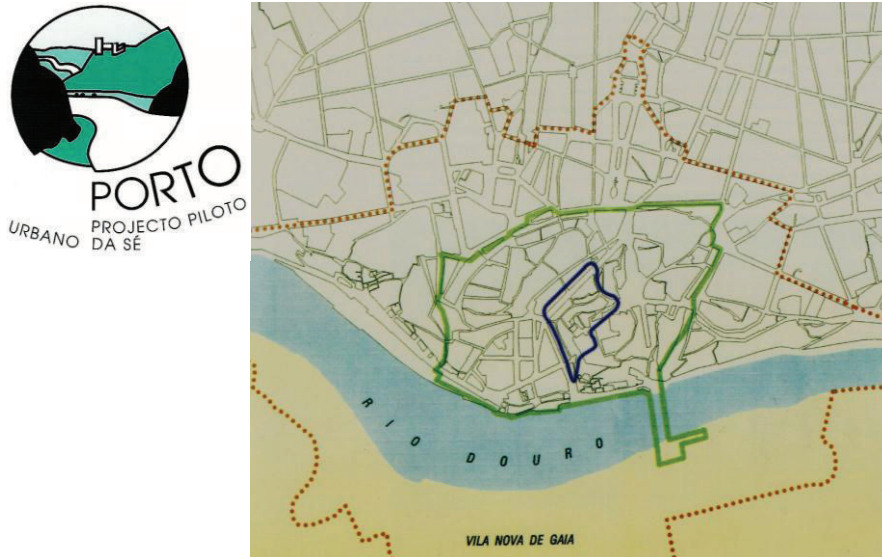 PORTO
URBANO PROJECTO PILOTO
DA SÉ
RIO DOURO
VILA NOVA DE GAIA